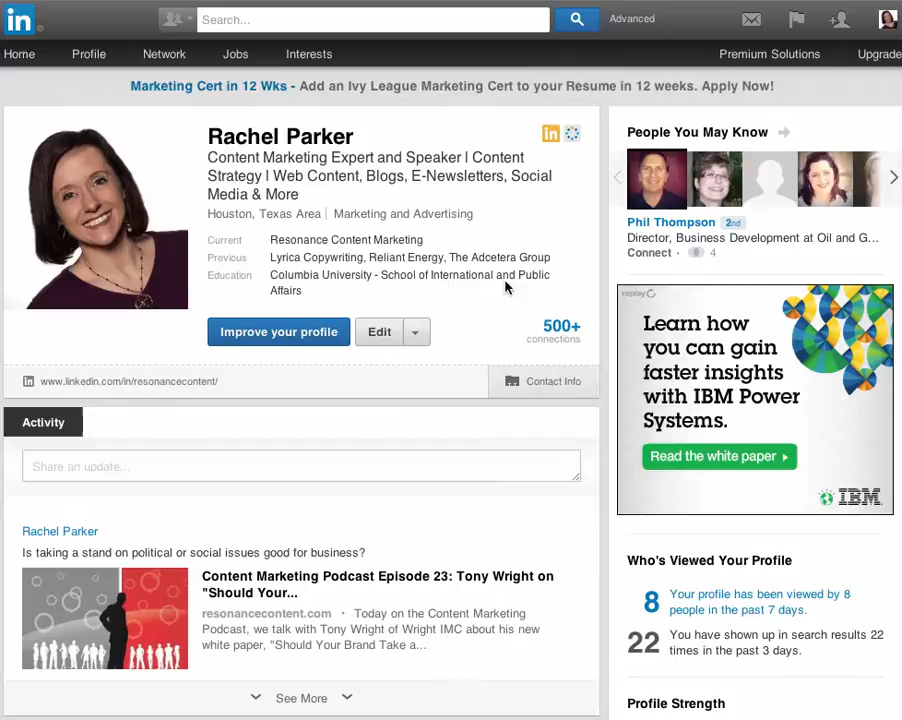 in
Search...
Advanced
Home Profile Network Jobs Interests Premium Solutions Upgrade
Marketing Cert in 12 Wks - Add an Ivy League Marketing Cert to your Resume in 12 weeks. Apply Now!
Rachel Parker
in
Content Marketing Expert and Speaker | Content
Strategy | Web Content, Blogs, E-Newsletters, Social
Media & More
Houston, Texas Area | Marketing and Advertising
Current Resonance Content Marketing
Previous Lyrica Copywriting, Reliant Energy, The Adcetera Group
Education Columbia University - School of International and Public
Affairs
Improve your profile Edit
500+
connections
in www.linkedin.com/in/resonancecontent/
Contact Info
Activity
Share an update...
Rachel Parker
Is taking a stand on political or social issues good for business?
Content Marketing Podcast Episode 23: Tony Wright on
"Should Your...
resonancecontent.com · Today on the Content Marketing
Podcast, we talk with Tony Wright of Wright IMC about his new
white paper, "Should Your Brand Take a...
See More
People You May Know
Phil Thompson 2nd
Director, Business Development at Oil and G...
Connect · 4
replay
Learn how
you can gain
faster insights
with IBM Power
Systems.
Read the white paper
IBM
Who's Viewed Your Profile
8 Your profile has been viewed by 8
people in the past 7 days.
22 You have shown up in search results 22
times in the past 3 days.
Profile Strength